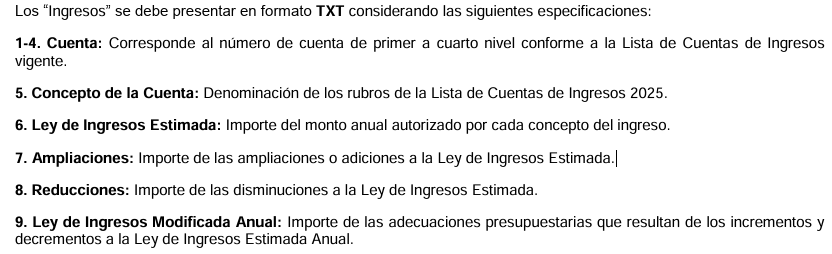 Los “Ingresos” se debe presentar en formato TXT considerando las siguientes especificaciones:
1-4. Cuenta: Corresponde al número de cuenta de primer a cuarto nivel conforme a la Lista de Cuentas de Ingresos
vigente.
5. Concepto de la Cuenta: Denominación de los rubros de la Lista de Cuentas de Ingresos 2025.
6. Ley de Ingresos Estimada: Importe del monto anual autorizado por cada concepto del ingreso.
7. Ampliaciones: Importe de las ampliaciones o adiciones a la Ley de Ingresos Estimada.
8. Reducciones: Importe de las disminuciones a la Ley de Ingresos Estimada.
9. Ley de Ingresos Modificada Anual: Importe de las adecuaciones presupuestarias que resultan de los incrementos y
decrementos a la Ley de Ingresos Estimada Anual.